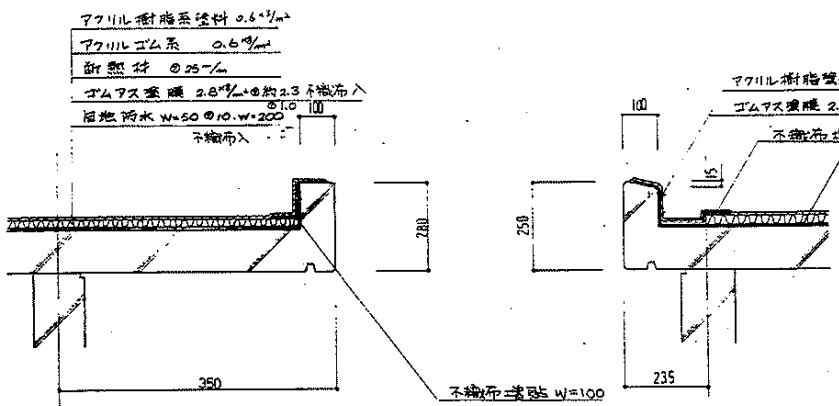 アクリル樹脂系塗料 0.6㎏/m²
アクリルゴム系 0.6㎏/m²
断熱材 ⌀25m/m
ゴムアス塗膜 2.8㎏/m² ⌀約2.3 不織布入
目地防水 W=50 ⌀10.W=200
⌀1.0
不織布入
100
280
350
不織布増貼 W=100
アクリル樹脂塗
ゴムアス塗膜 2.
不織布
100
15
250
235